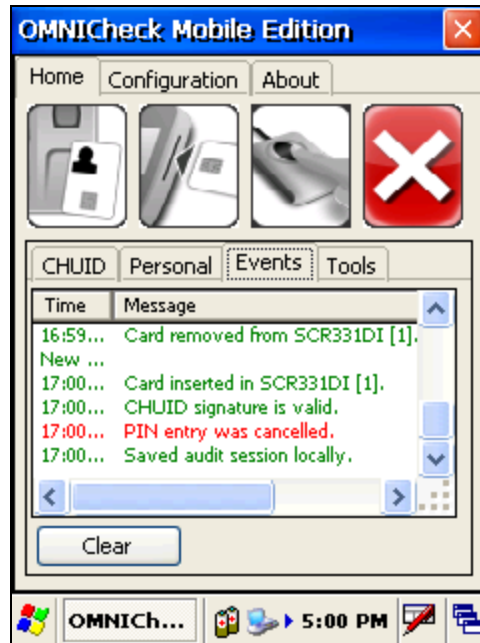 OMNICheck Mobile Edition
Home Configuration About
CHUID Personal Events Tools
Time Message
16:59... Card removed from SCR331DI [1].
New ...
17:00... Card inserted in SCR331DI [1].
17:00... CHUID signature is valid.
17:00... PIN entry was cancelled.
17:00... Saved audit session locally.
Clear
OMNICh... 5:00 PM